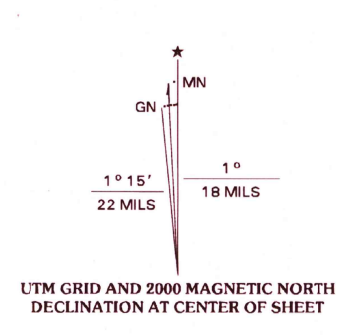 ★
MN
GN
1° 15′
22 MILS
1°
18 MILS
UTM GRID AND 2000 MAGNETIC NORTH
DECLINATION AT CENTER OF SHEET